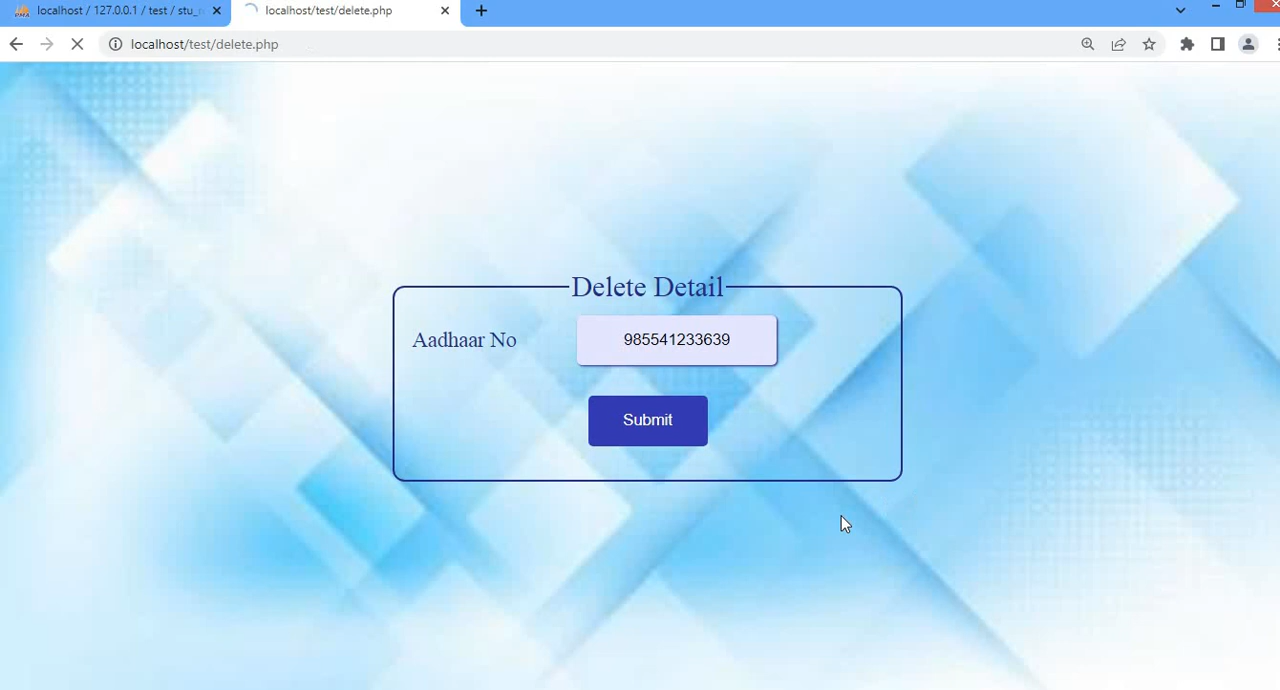 localhost / 127.0.0.1 / test / stu_
localhost/test/delete.php
localhost/test/delete.php
Delete Detail
Aadhaar No
985541233639
Submit